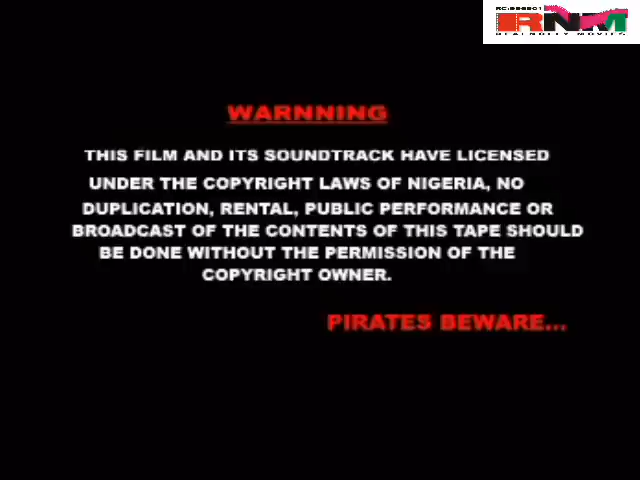 RNM
WARNNING
THIS FILM AND ITS SOUNDTRACK HAVE LICENSED
UNDER THE COPYRIGHT LAWS OF NIGERIA, NO
DUPLICATION, RENTAL, PUBLIC PERFORMANCE OR
BROADCAST OF THE CONTENTS OF THIS TAPE SHOULD
BE DONE WITHOUT THE PERMISSION OF THE
COPYRIGHT OWNER.
PIRATES BEWARE...